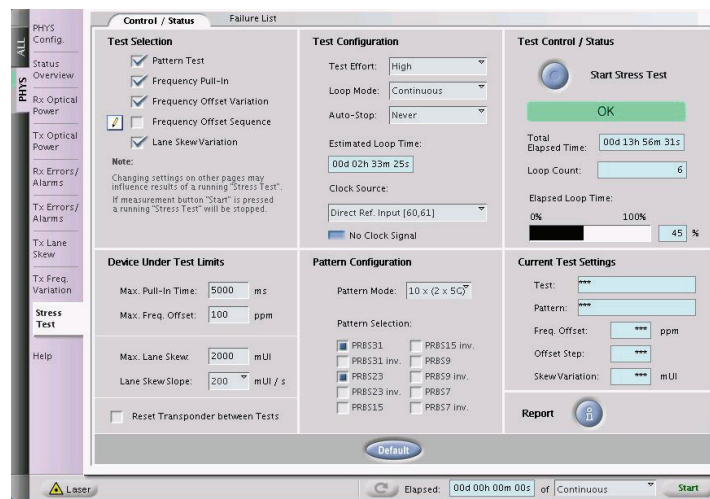 ALL
PHYS
PHYS
Config.
Status
Overview
Rx Optical
Power
Tx Optical
Power
Rx Errors/
Alarms
Tx Errors/
Alarms
Tx Lane
Skew
Tx Freq.
Variation
Stress
Test
Help
Control / Status
Failure List
Test Selection
Pattern Test
Frequency Pull-In
Frequency Offset Variation
Frequency Offset Sequence
Lane Skew Variation
Note:
Changing settings on other pages may
influence results of a running "Stress Test".
If measurement button "Start" is pressed
a running "Stress Test" will be stopped.
Test Configuration
Test Effort: High
Loop Mode: Continuous
Auto-Stop: Never
Estimated Loop Time:
00d 02h 33m 25s
Clock Source:
Direct Ref. Input [60,61]
No Clock Signal
Test Control / Status
Start Stress Test
OK
Total
Elapsed Time: 00d 13h 56m 31s
Loop Count: 6
Elapsed Loop Time:
0% 100%
45 %
Device Under Test Limits
Max. Pull-In Time: 5000 ms
Max. Freq. Offset: 100 ppm
Max. Lane Skew: 2000 mUI
Lane Skew Slope: 200 mUI / s
Reset Transponder between Tests
Pattern Configuration
Pattern Mode: 10 x (2 x 5G)
Pattern Selection:
PRBS31 PRBS15 inv.
PRBS31 inv. PRBS9
PRBS23 PRBS9 inv.
PRBS23 inv. PRBS7
PRBS15 PRBS7 inv.
Current Test Settings
Test: ***
Pattern: ***
Freq. Offset: *** ppm
Offset Step: ***
Skew Variation: *** mUI
Report
Default
Laser
Elapsed: 00d 00h 00m 00s of Continuous Start